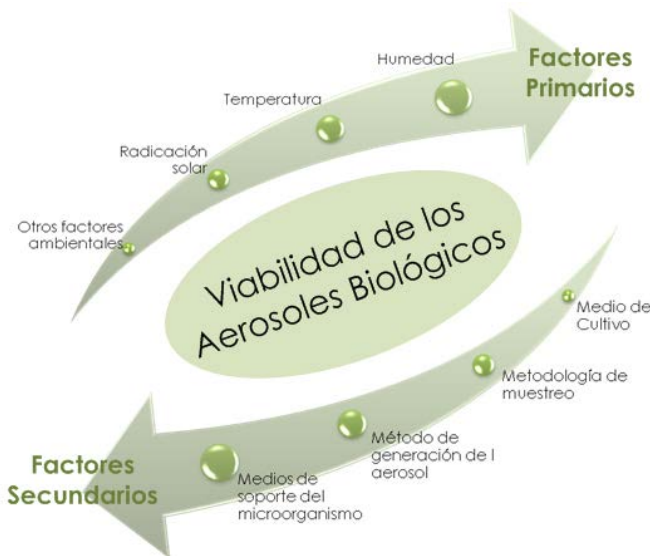 Humedad
Factores
Primarios
Temperatura
Radicación
solar
Otros factores
ambientales
Viabilidad de los
Aerosoles Biológicos
Medio de
Cultivo
Metodología de
muestreo
Método de
generación de l
aerosol
Medios de
soporte del
microorganismo
Factores
Secundarios